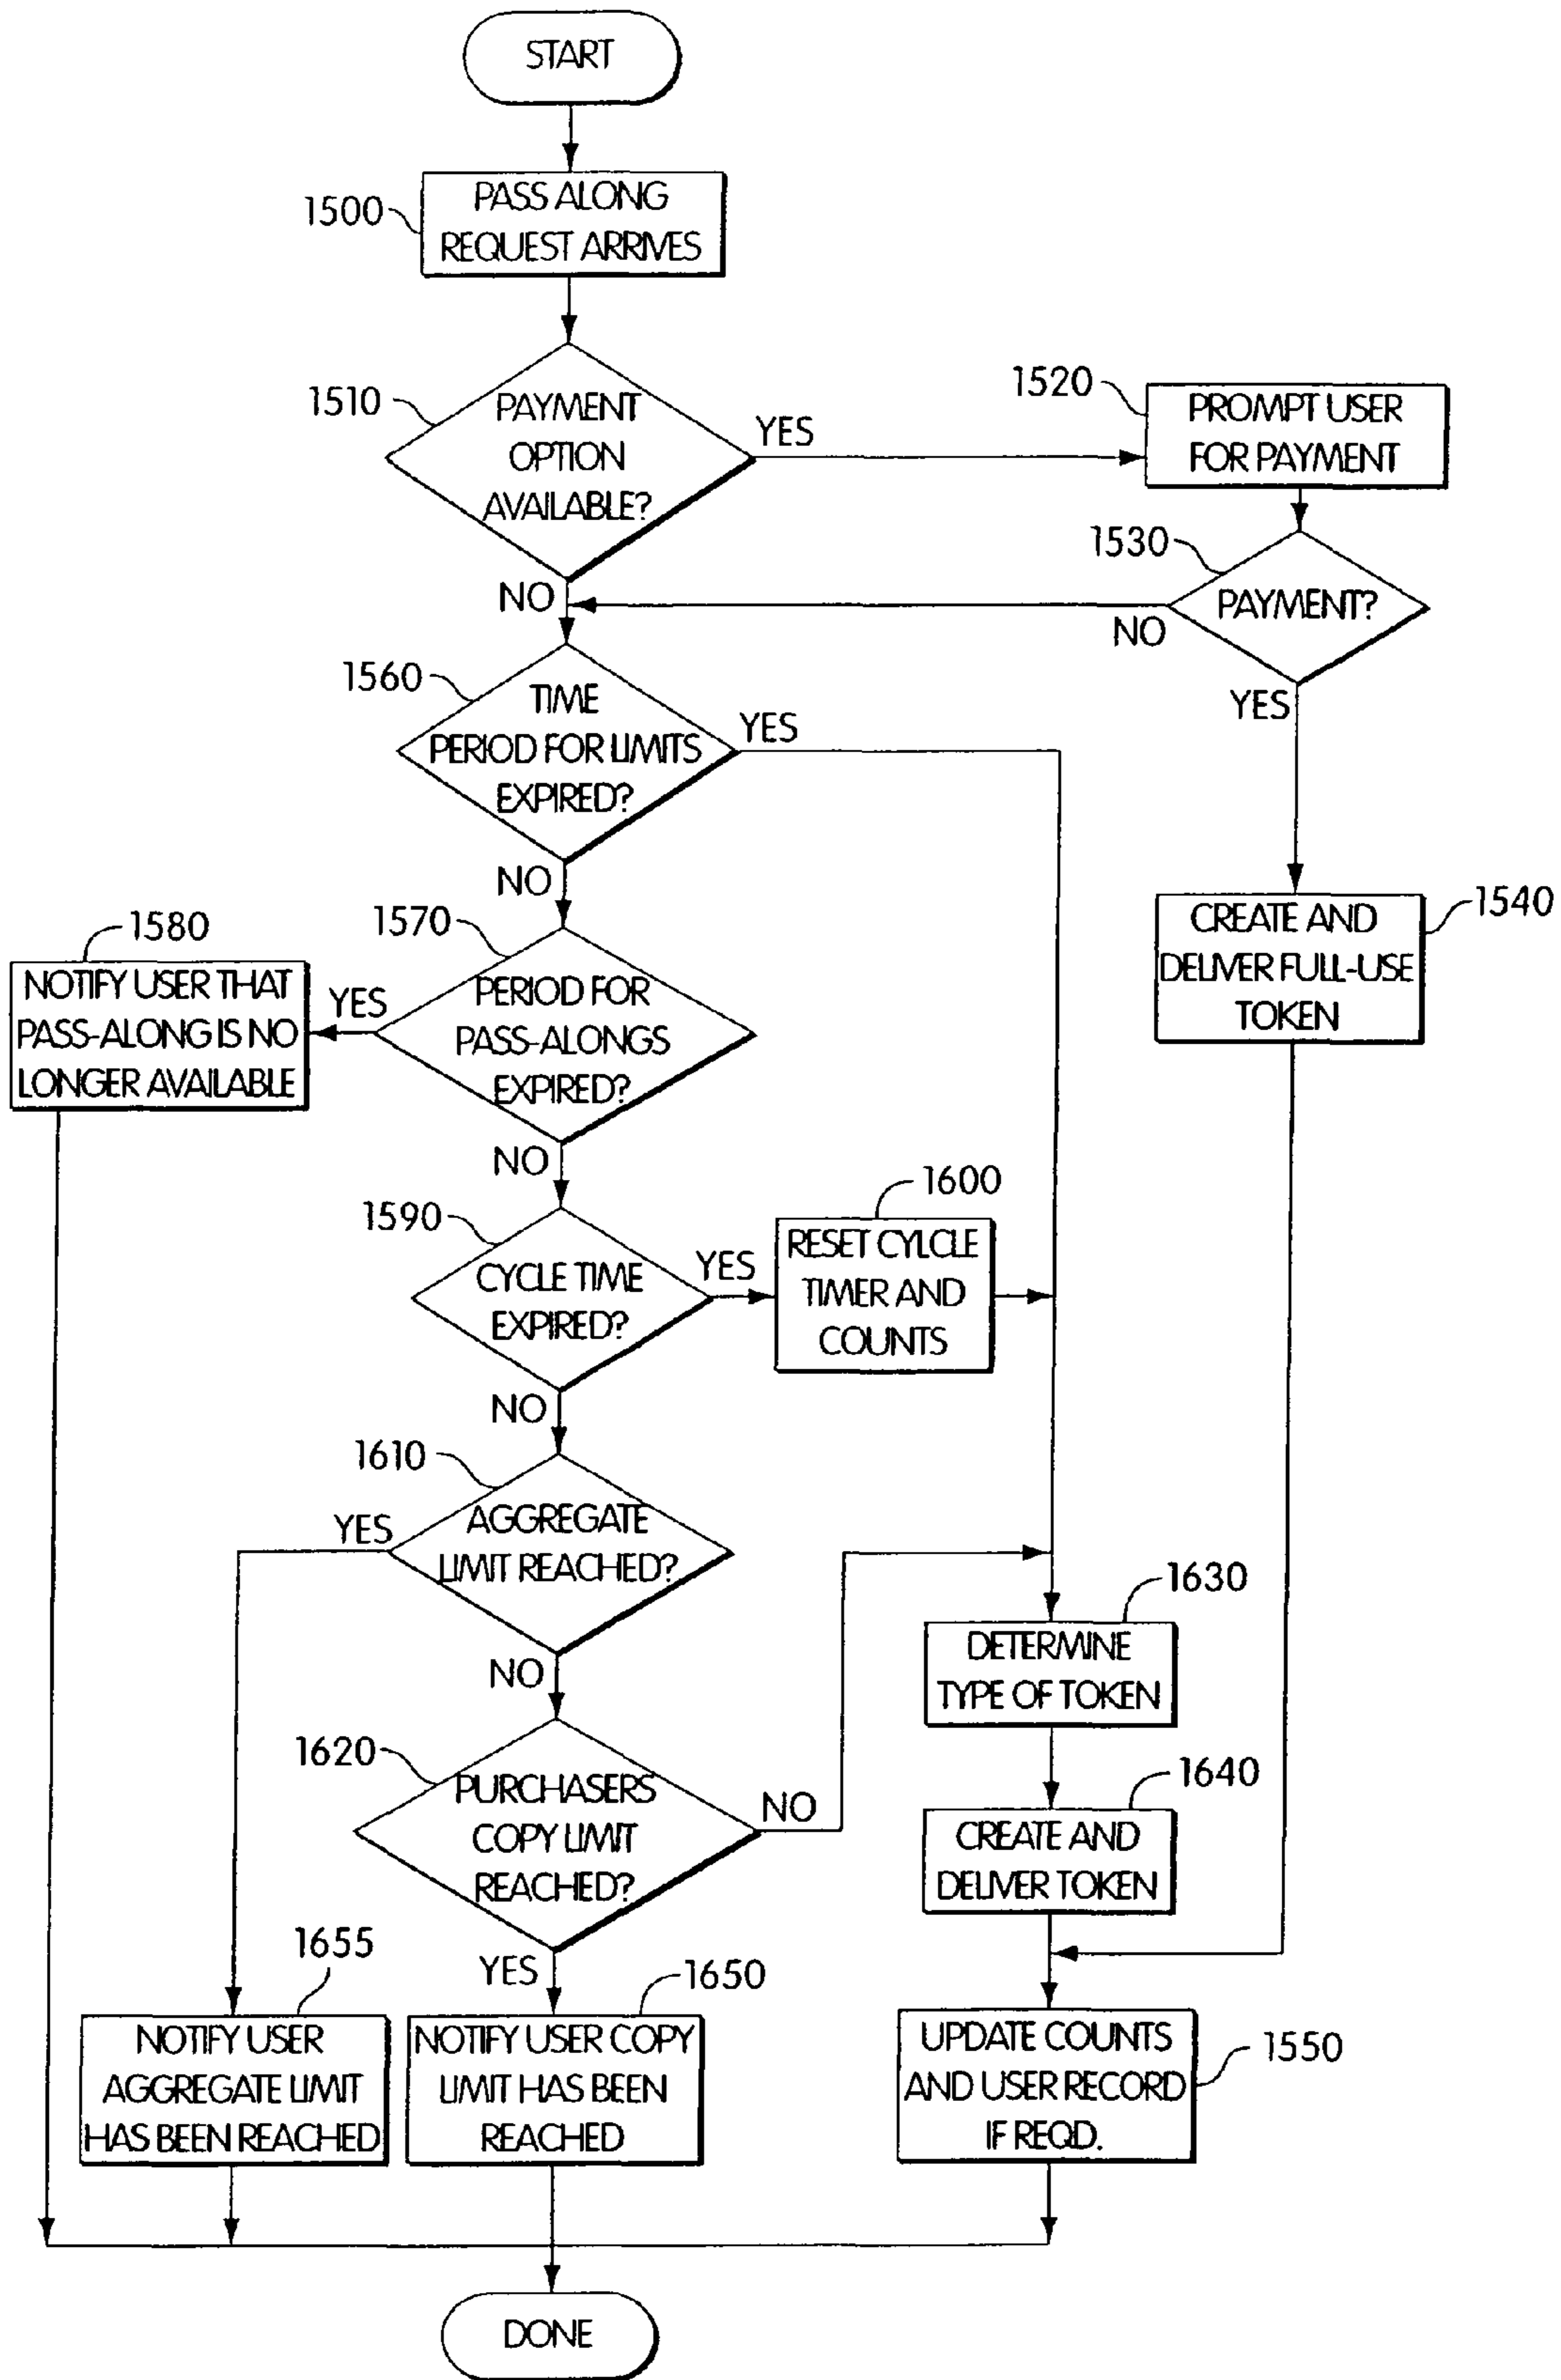 START
1500
PASS ALONG
REQUEST ARRIVES
1510
PAYMENT
OPTION
AVAILABLE?
YES
NO
1520
PROMPT USER
FOR PAYMENT
1530
PAYMENT?
NO
YES
1560
TIME
PERIOD FOR LIMITS
EXPIRED?
YES
NO
1540
CREATE AND
DELIVER FULL-USE
TOKEN
1570
PERIOD FOR
PASS-ALONGS
EXPIRED?
YES
NO
1580
NOTIFY USER THAT
PASS-ALONG IS NO
LONGER AVAILABLE
1590
CYCLE TIME
EXPIRED?
YES
NO
1600
RESET CYLCLE
TIMER AND
COUNTS
1610
AGGREGATE
LIMIT REACHED?
YES
NO
1620
PURCHASERS
COPY LIMIT
REACHED?
NO
YES
1630
DETERMINE
TYPE OF TOKEN
1640
CREATE AND
DELIVER TOKEN
1655
NOTIFY USER
AGGREGATE LIMIT
HAS BEEN REACHED
1650
NOTIFY USER COPY
LIMIT HAS BEEN
REACHED
1550
UPDATE COUNTS
AND USER RECORD
IF REQD.
DONE